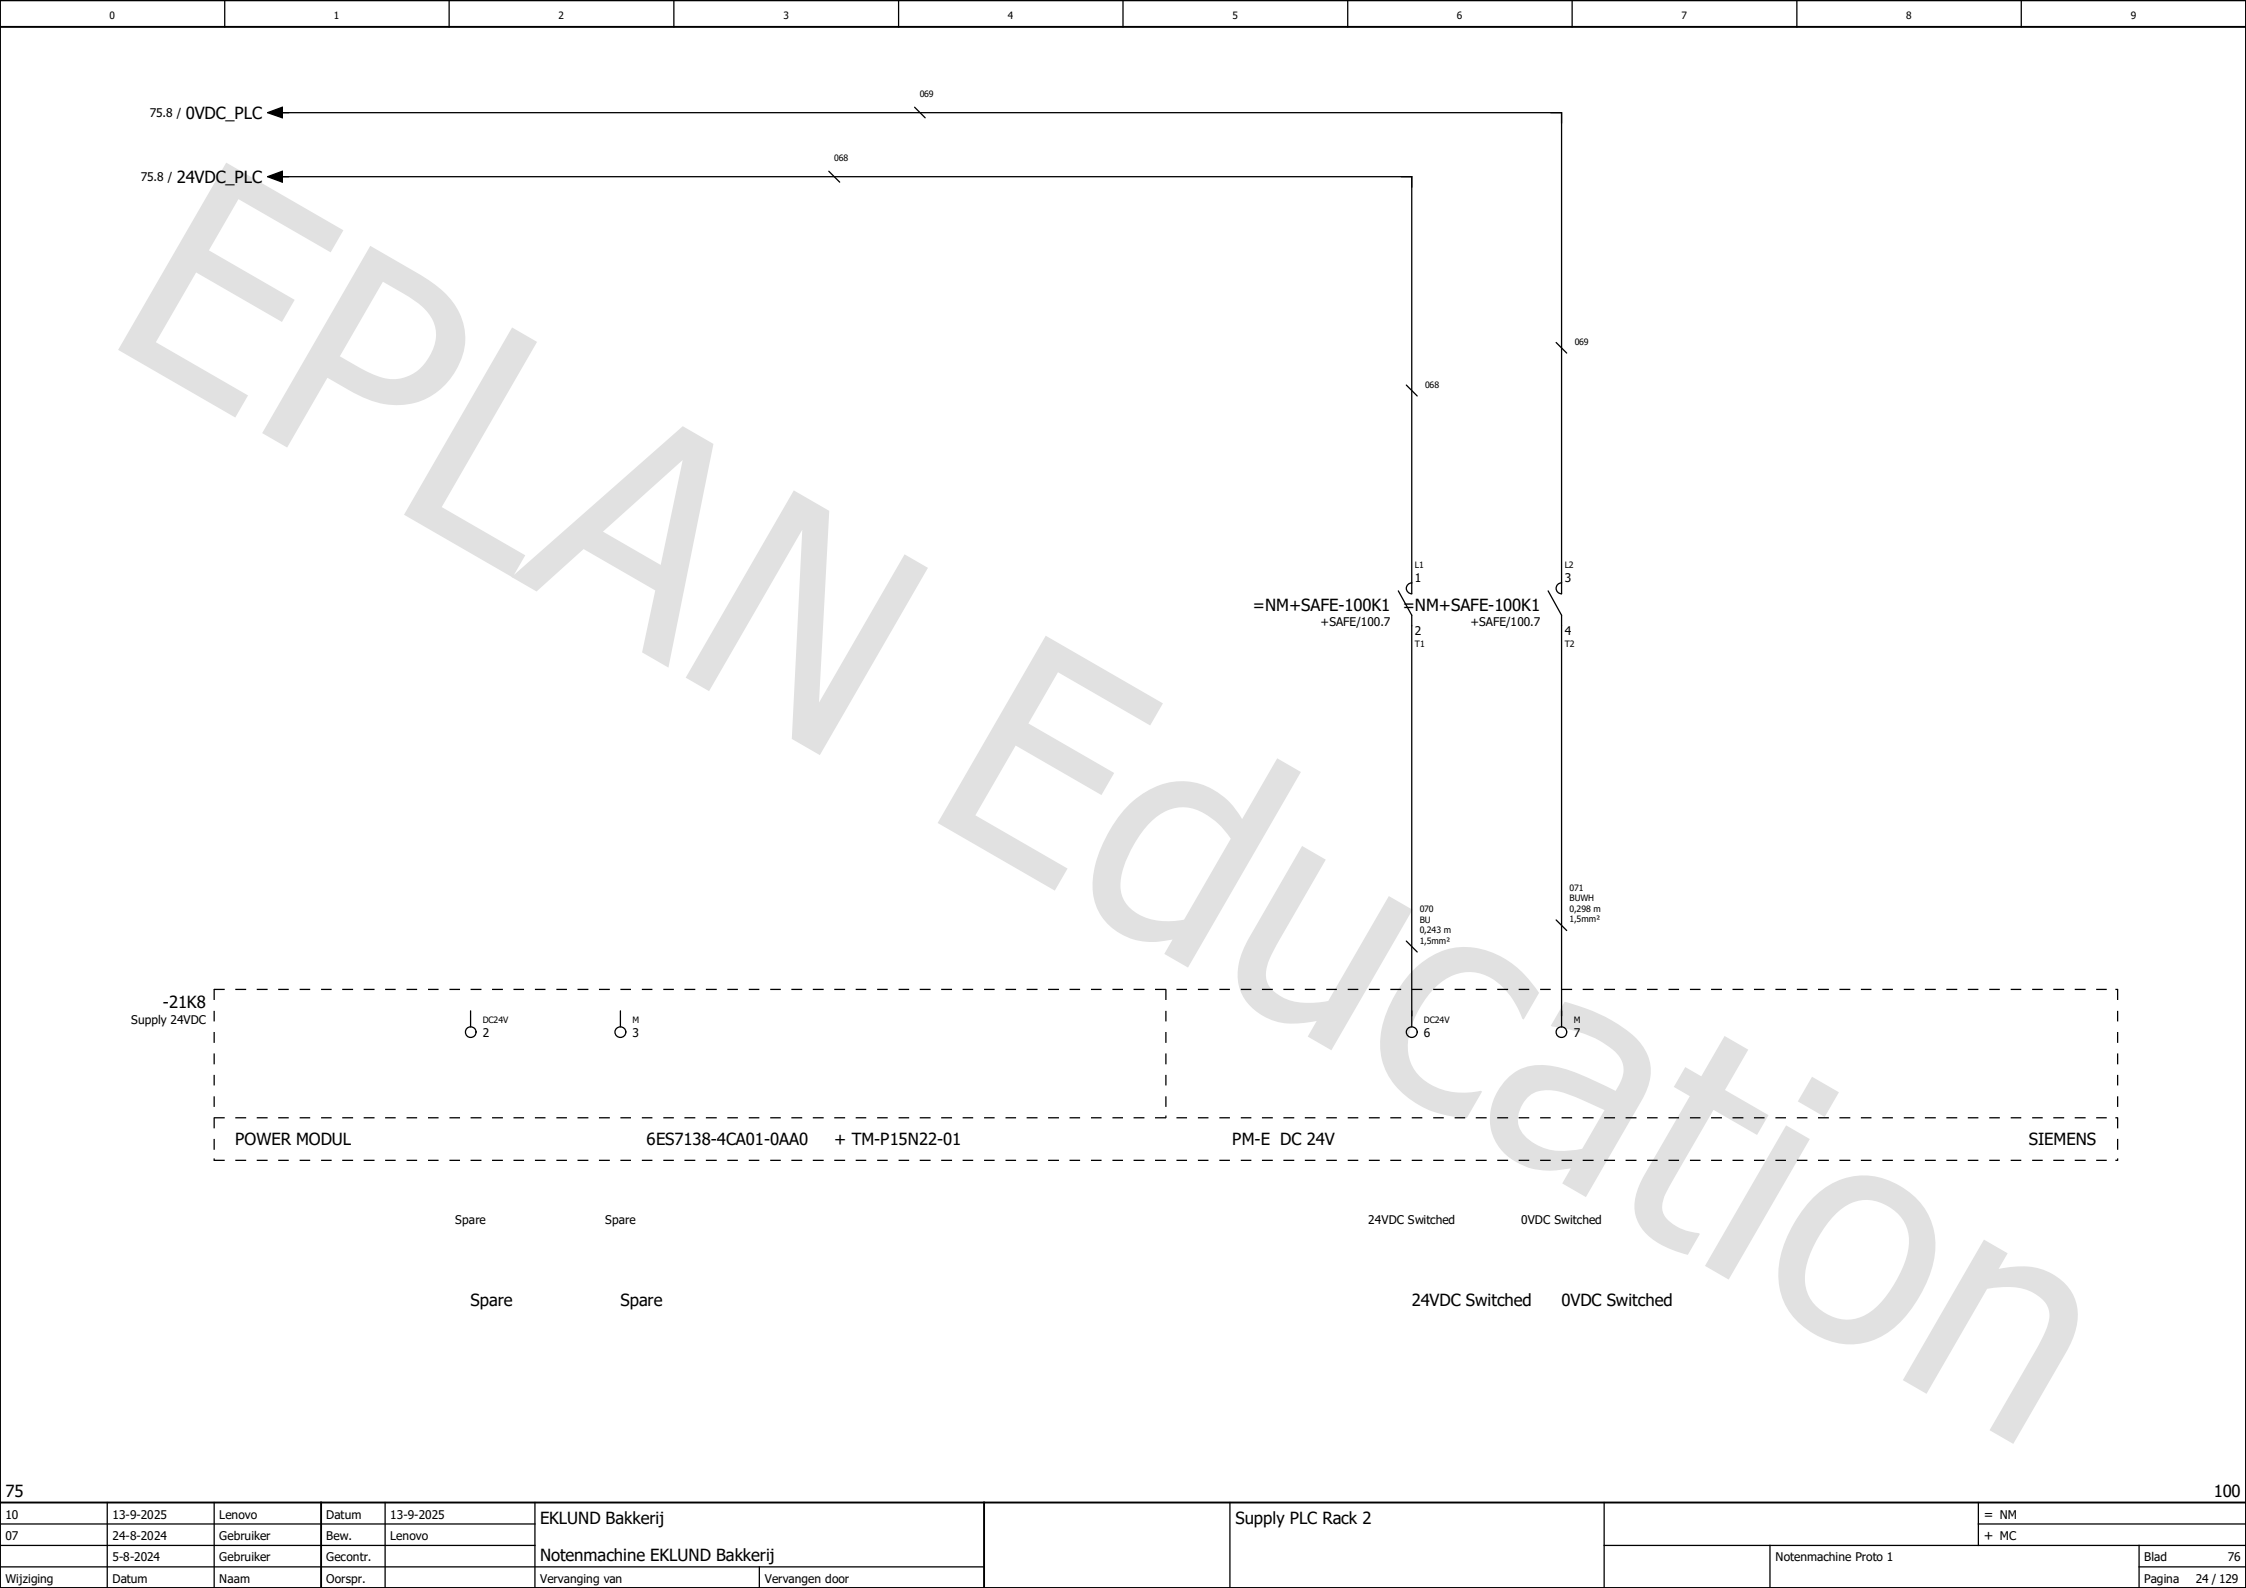 0 1 2 3 4 5 6 7 8 9
069
75.8 / 0VDC_PLC
068
75.8 / 24VDC_PLC
EPLAN Education
069
068
L1 L2
1 3
=NM+SAFE-100K1 =NM+SAFE-100K1
+SAFE/100.7 +SAFE/100.7
2 4
T1 T2
071
BUWH
0,298 m
1,5mm²
070
BU
0,243 m
1,5mm²
-21K8
Supply 24VDC
DC24V M DC24V M
2 3 6 7
POWER MODUL 6ES7138-4CA01-0AA0 + TM-P15N22-01 PM-E DC 24V SIEMENS
Spare Spare 24VDC Switched 0VDC Switched
Spare Spare 24VDC Switched 0VDC Switched
75 100
10 13-9-2025 Lenovo Datum 13-9-2025 EKLUND Bakkerij Supply PLC Rack 2 = NM
07 24-8-2024 Gebruiker Bew. Lenovo + MC
5-8-2024 Gebruiker Gecontr. Notenmachine EKLUND Bakkerij Notenmachine Proto 1 Blad 76
Wijziging Datum Naam Oorspr. Vervanging van Vervangen door Pagina 24 / 129